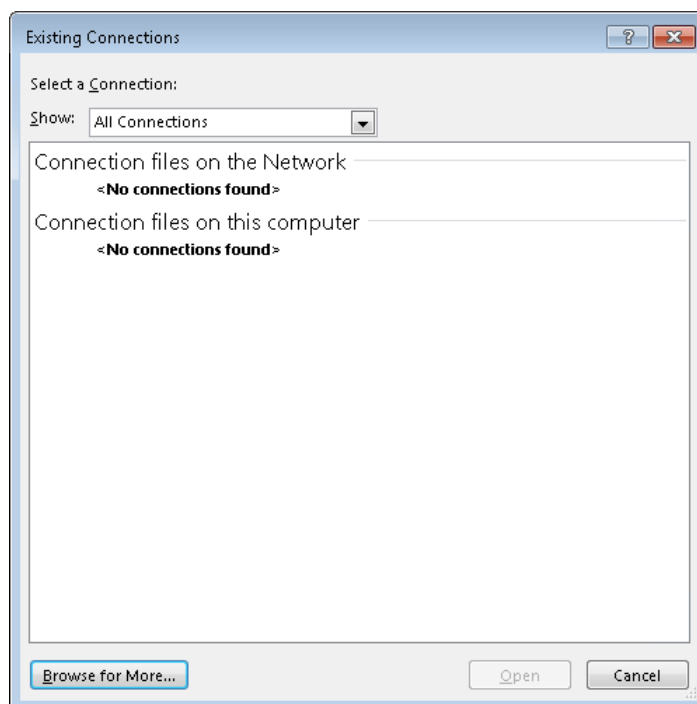 Existing Connections
Select a Connection:
Show: All Connections
Connection files on the Network
<No connections found>
Connection files on this computer
<No connections found>
Browse for More... Open Cancel